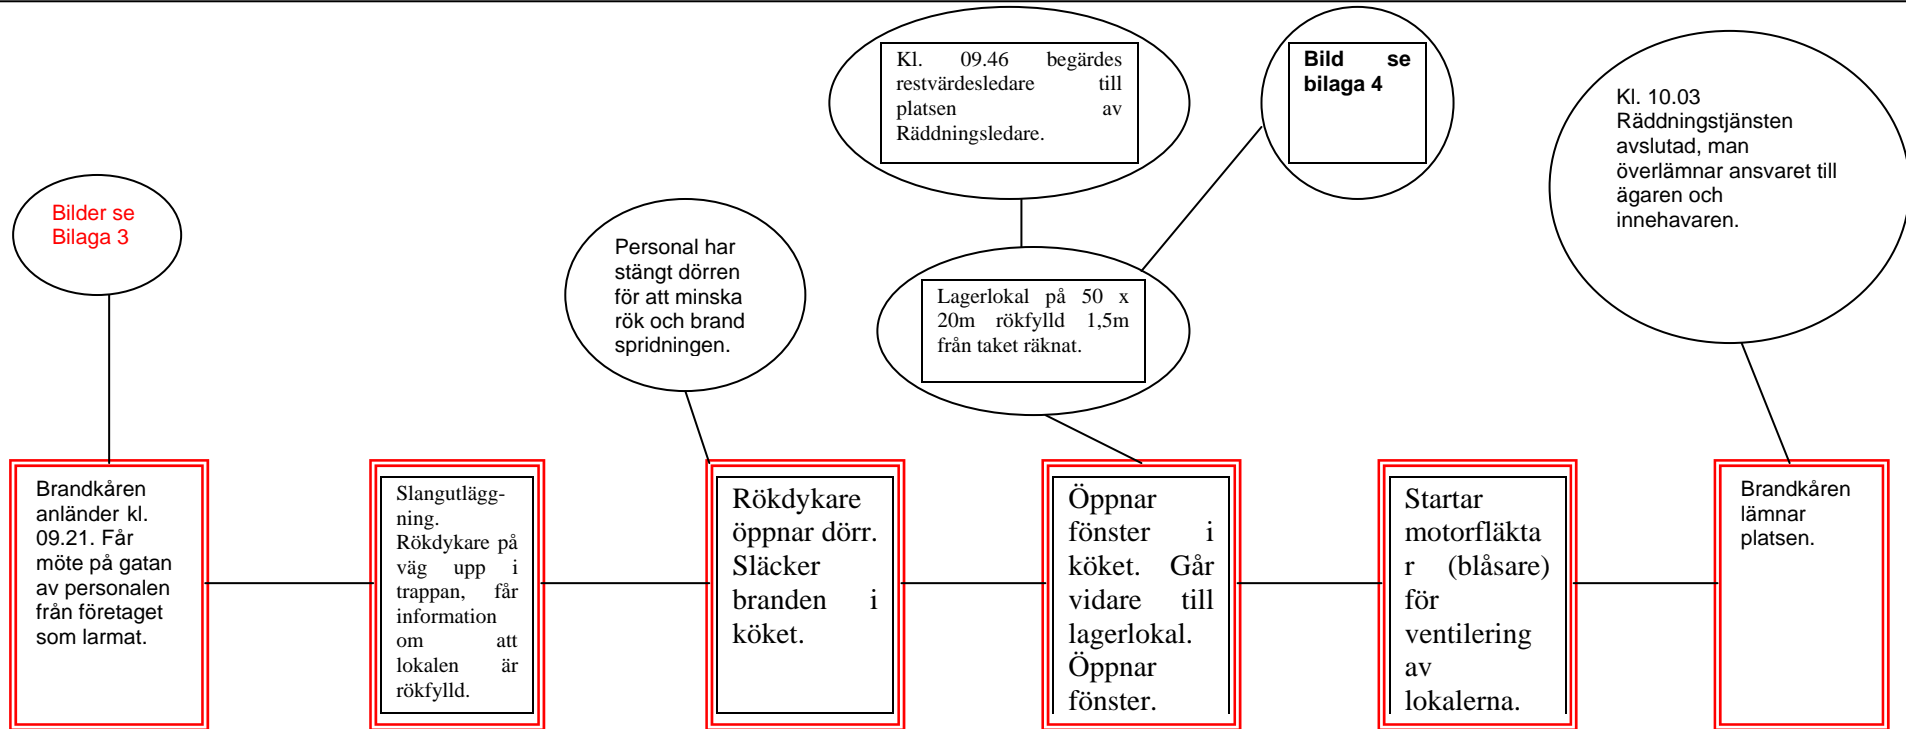 Kl. 09.46 begärdes
restvärdesledare till
platsen av
Räddningsledare.
Bild se
bilaga 4
Kl. 10.03
Räddningstjänsten
avslutad, man
överlämnar ansvaret till
ägaren och
innehavaren.
Bilder se
Bilaga 3
Personal har
stängt dörren
för att minska
rök och brand
spridningen.
Lagerlokal på 50 x
20m rökfylld 1,5m
från taket räknat.
Brandkåren
anländer kl.
09.21. Får
möte på gatan
av personalen
från företaget
som larmat.
Slangutlägg-
ning.
Rökdykare på
väg upp i
trappan, får
information
om att
lokalen är
rökfylld.
Rökdykare
öppnar dörr.
Släcker
branden i
köket.
Öppnar
fönster i
köket. Går
vidare till
lagerlokal.
Öppnar
fönster.
Startar
motorfläkta
r (blåsare)
för
ventilering
av
lokalerna.
Brandkåren
lämnar
platsen.